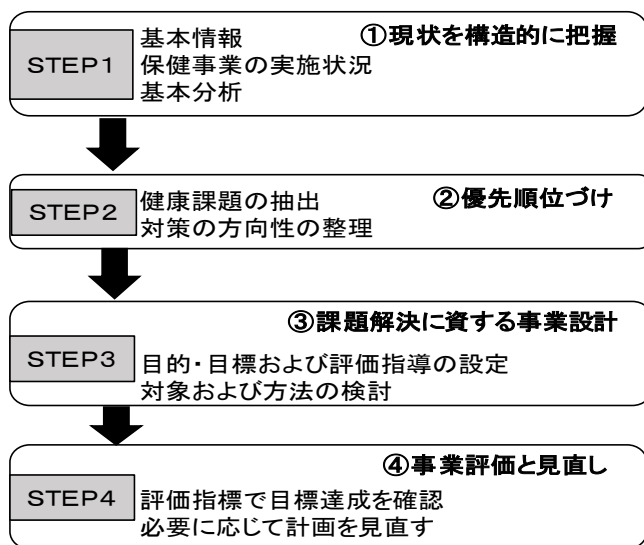 ①現状を構造的に把握
STEP1
基本情報
保健事業の実施状況
基本分析
②優先順位づけ
STEP2
健康課題の抽出
対策の方向性の整理
③課題解決に資する事業設計
STEP3
目的・目標および評価指導の設定
対象および方法の検討
④事業評価と見直し
STEP4
評価指標で目標達成を確認
必要に応じて計画を見直す